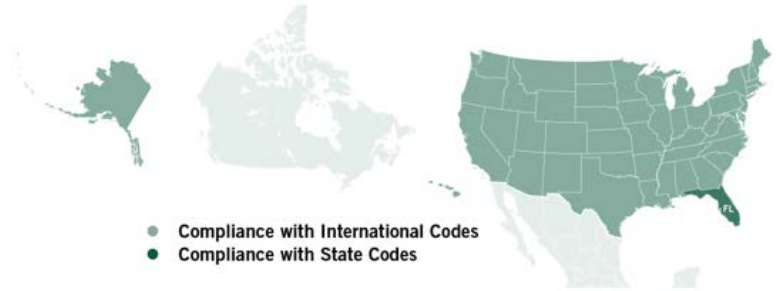 FL
Compliance with International Codes
Compliance with State Codes